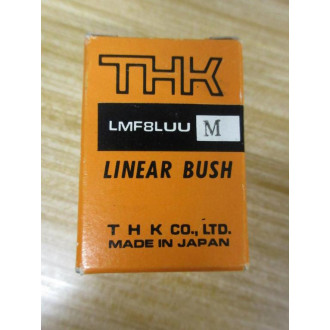 THK
LMF8LUU M
LINEAR BUSH
T H K CO., LTD.
MADE IN JAPAN